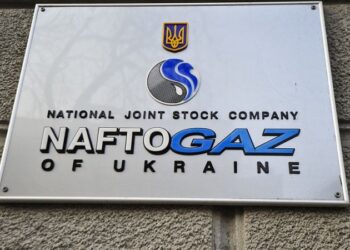 NATIONAL JOINT STOCK COMPANY
NAFTOGAZ
OF UKRAINE